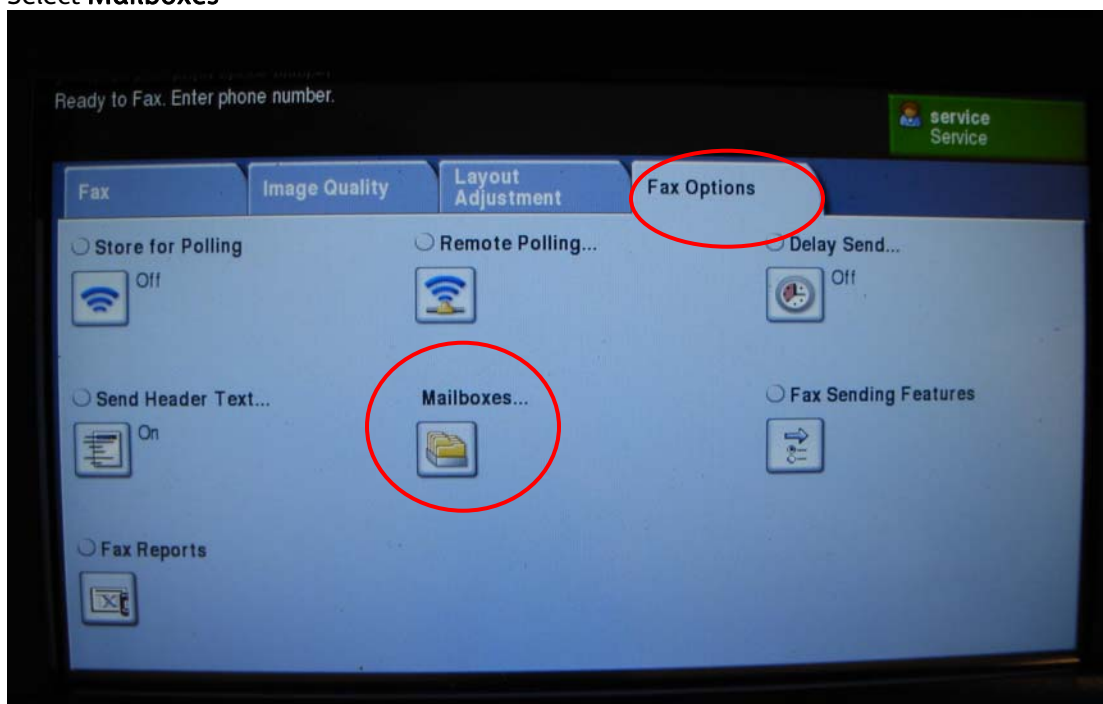 Select Mailboxes
Ready to Fax. Enter phone number.
service
Service
Fax
Image Quality
Layout
Adjustment
Fax Options
Store for Polling
Off
Remote Polling...
Delay Send...
Off
Send Header Text...
On
Mailboxes...
Fax Sending Features
Fax Reports